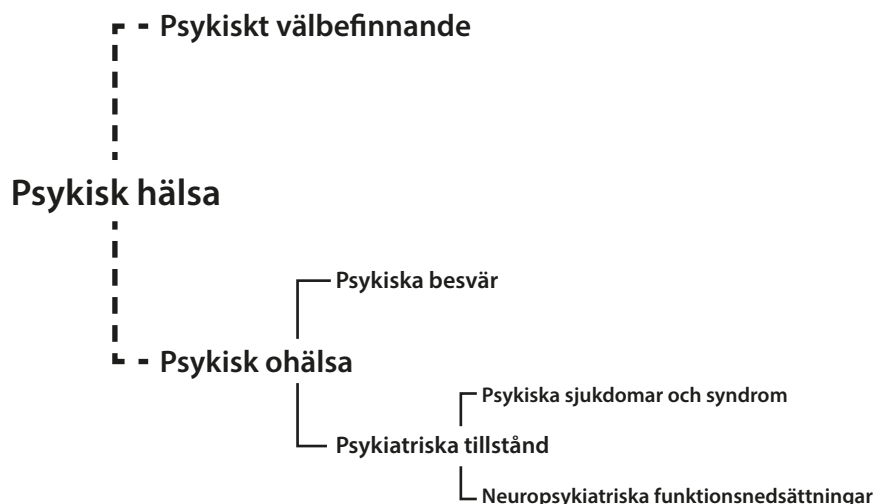 Psykiskt välbefinnande
Psykisk hälsa
Psykiska besvär
Psykisk ohälsa
Psykiska sjukdomar och syndrom
Psykiatriska tillstånd
Neuropsykiatriska funktionsnedsättningar